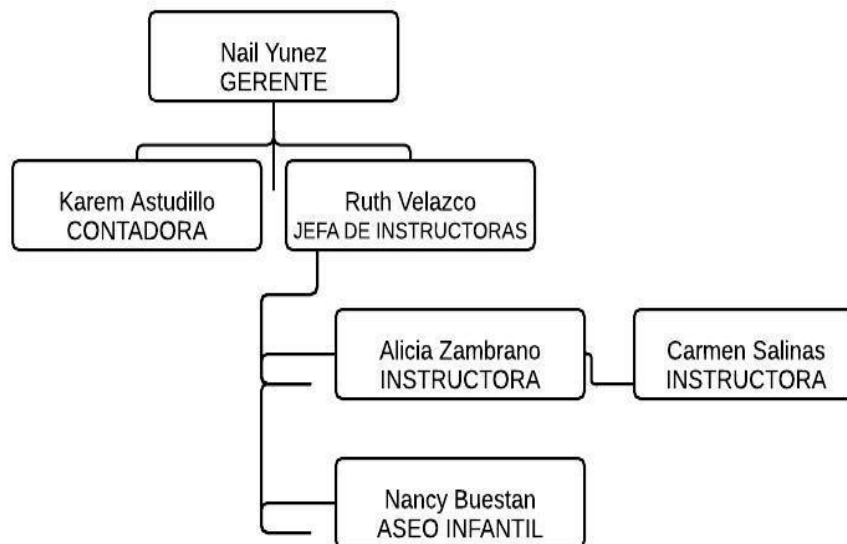 Nail Yunez
GERENTE
Karem Astudillo
CONTADORA
Ruth Velazco
JEFA DE INSTRUCTORAS
Alicia Zambrano
INSTRUCTORA
Carmen Salinas
INSTRUCTORA
Nancy Buestan
ASEO INFANTIL